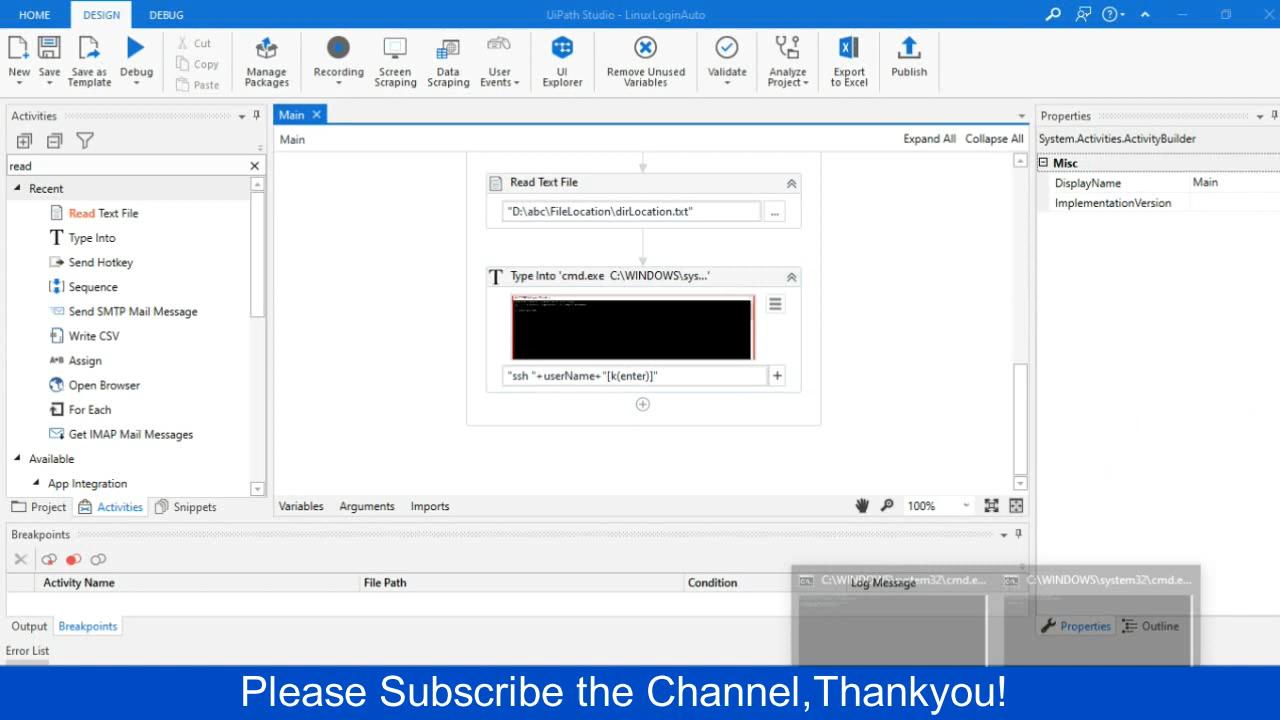 HOME DESIGN DEBUG UiPath Studio - LinuxLoginAuto
New Save Save as Template Debug Cut Copy Paste Manage Packages Recording Screen Scraping Data Scraping User Events UI Explorer Remove Unused Variables Validate Analyze Project Export to Excel Publish
Activities
read
Recent
Read Text File
Type Into
Send Hotkey
Sequence
Send SMTP Mail Message
Write CSV
A+B Assign
Open Browser
For Each
Get IMAP Mail Messages
Available
App Integration
Project Activities Snippets
Main
Main Expand All Collapse All
Read Text File
"D:\abc\FileLocation\dirLocation.txt" ...
Type Into 'cmd.exe C:\WINDOWS\sys...'
"ssh "+userName+"[k(enter)]"
Variables Arguments Imports 100%
Properties
System.Activities.ActivityBuilder
Misc
DisplayName Main
ImplementationVersion
Breakpoints
Activity Name File Path Condition Log Message
C:\WINDOWS\system32\cmd.e... C:\WINDOWS\system32\cmd.e...
Output Breakpoints
Properties Outline
Error List
Please Subscribe the Channel,Thankyou!